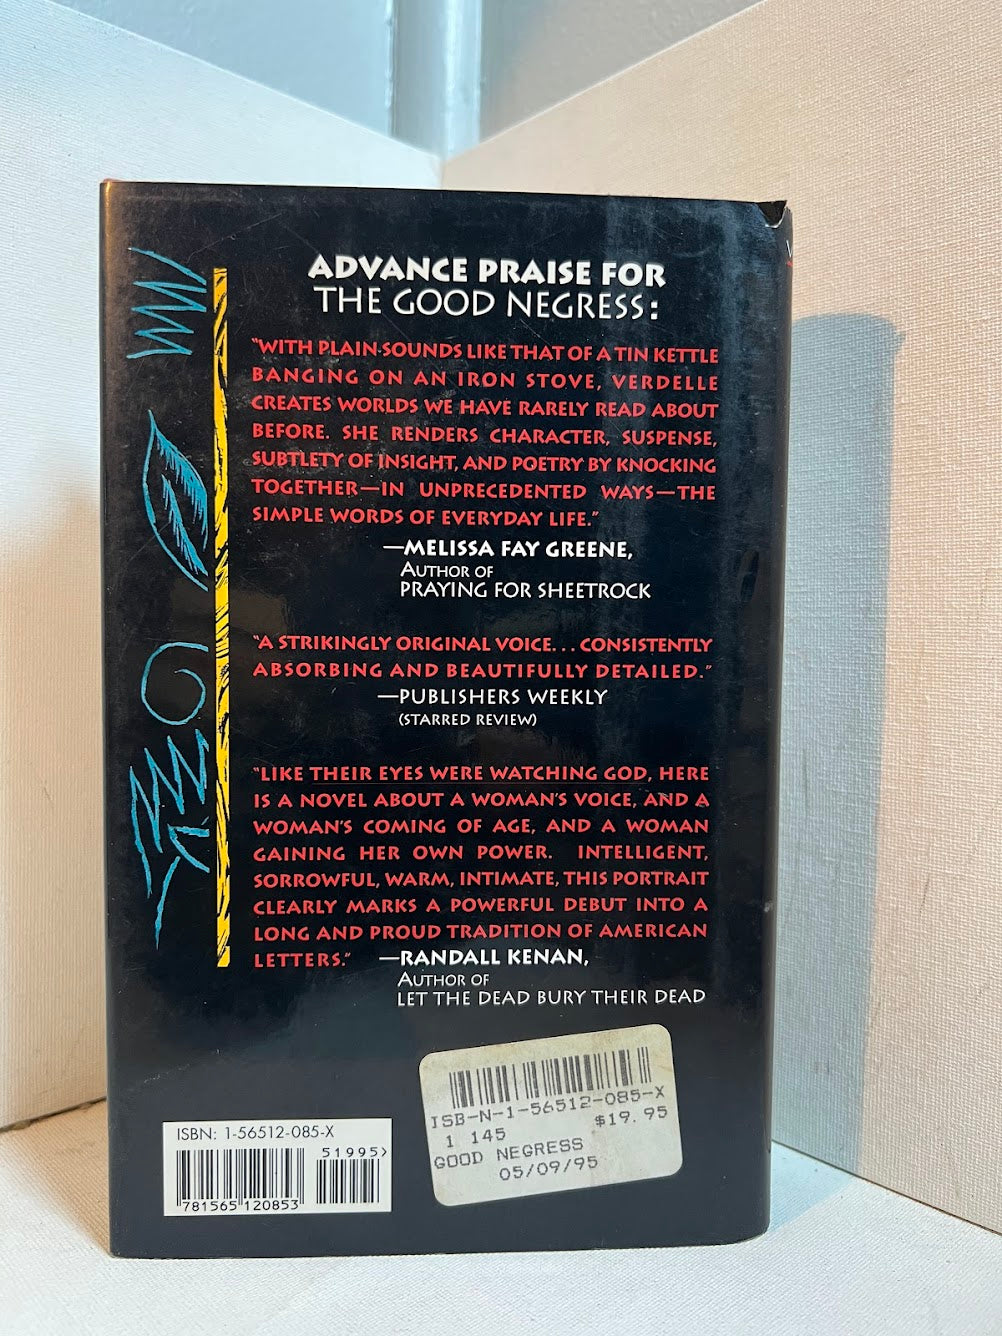 ADVANCE PRAISE FOR
THE GOOD NEGRESS:
"WITH PLAIN-SOUNDS LIKE THAT OF A TIN KETTLE
BANGING ON AN IRON STOVE, VERDELLE
CREATES WORLDS WE HAVE RARELY READ ABOUT
BEFORE. SHE RENDERS CHARACTER, SUSPENSE,
SUBTLETY OF INSIGHT, AND POETRY BY KNOCKING
TOGETHER—IN UNPRECEDENTED WAYS—THE
SIMPLE WORDS OF EVERYDAY LIFE."
—MELISSA FAY GREENE,
AUTHOR OF
PRAYING FOR SHEETROCK
"A STRIKINGLY ORIGINAL VOICE. . . CONSISTENTLY
ABSORBING AND BEAUTIFULLY DETAILED."
—PUBLISHERS WEEKLY
(STARRED REVIEW)
"LIKE THEIR EYES WERE WATCHING GOD, HERE
IS A NOVEL ABOUT A WOMAN'S VOICE, AND A
WOMAN'S COMING OF AGE, AND A WOMAN
GAINING HER OWN POWER. INTELLIGENT,
SORROWFUL, WARM, INTIMATE, THIS PORTRAIT
CLEARLY MARKS A POWERFUL DEBUT INTO A
LONG AND PROUD TRADITION OF AMERICAN
LETTERS." —RANDALL KENAN,
AUTHOR OF
LET THE DEAD BURY THEIR DEAD
ISB-N-1-56512-085-X
1 145 $19.95
GOOD NEGRESS
05/09/95
ISBN: 1-56512-085-X
51995>
781565 120853